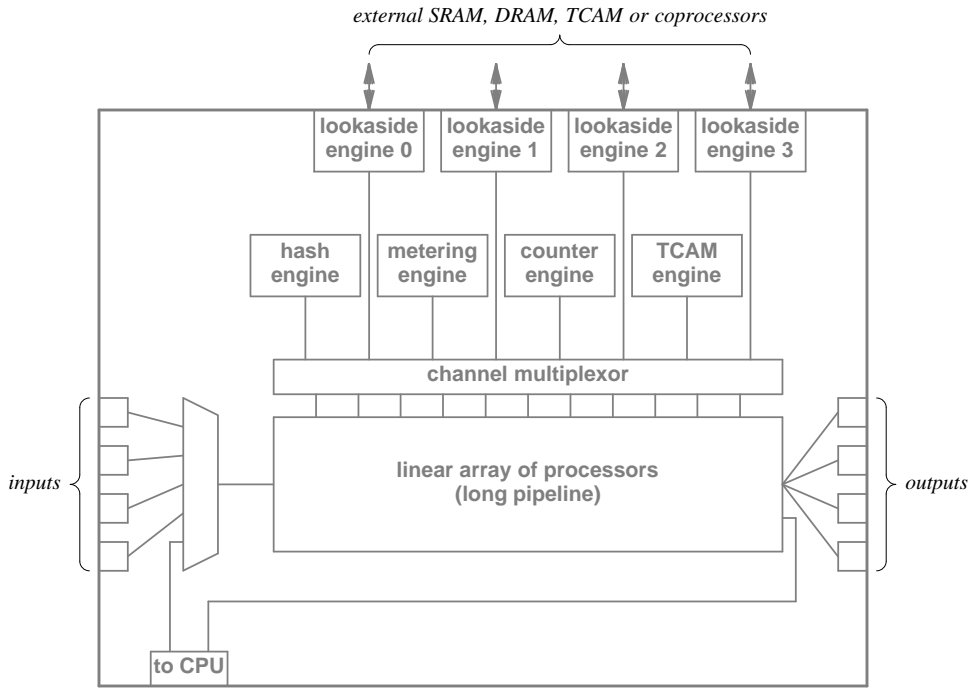 external SRAM, DRAM, TCAM or coprocessors
lookaside
engine 0
lookaside
engine 1
lookaside
engine 2
lookaside
engine 3
hash
engine
metering
engine
counter
engine
TCAM
engine
channel multiplexor
inputs
linear array of processors
(long pipeline)
outputs
to CPU